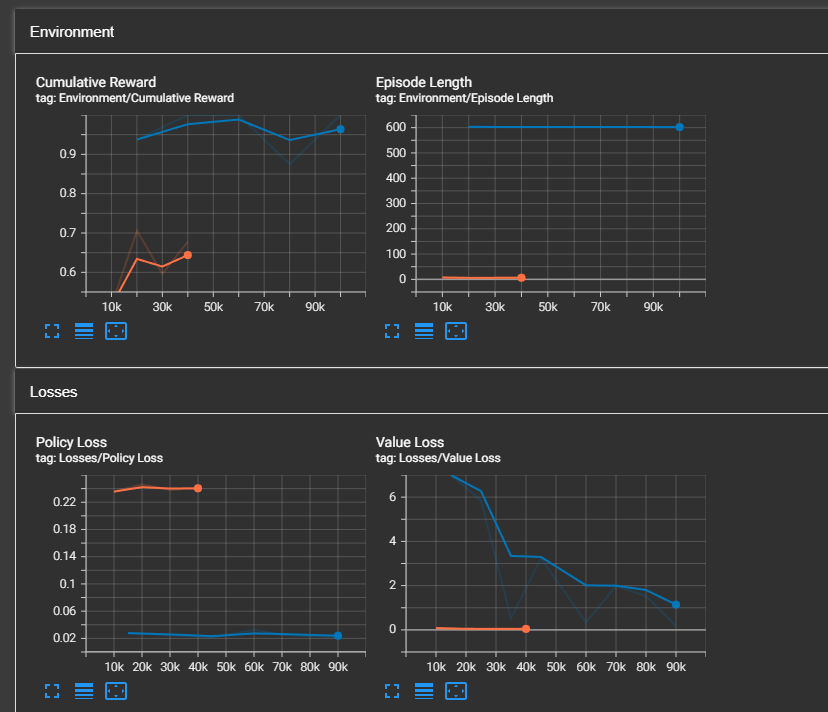 Environment
Cumulative Reward
tag: Environment/Cumulative Reward
0.9
0.8
0.7
0.6
10k 30k 50k 70k 90k
Episode Length
tag: Environment/Episode Length
600
500
400
300
200
100
0
10k 30k 50k 70k 90k
Losses
Policy Loss
tag: Losses/Policy Loss
0.22
0.18
0.14
0.1
0.06
0.02
10k 20k 30k 40k 50k 60k 70k 80k 90k
Value Loss
tag: Losses/Value Loss
6
4
2
0
10k 20k 30k 40k 50k 60k 70k 80k 90k